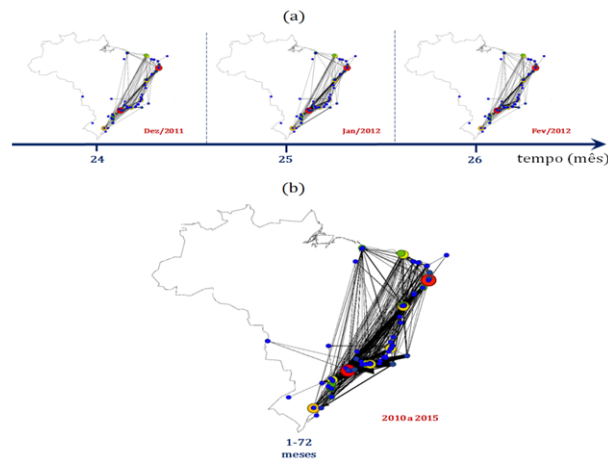 (a)
Dez/2011
Jan/2012
Fev/2012
24
25
26
tempo (mês)
(b)
2010 a 2015
1-72
meses